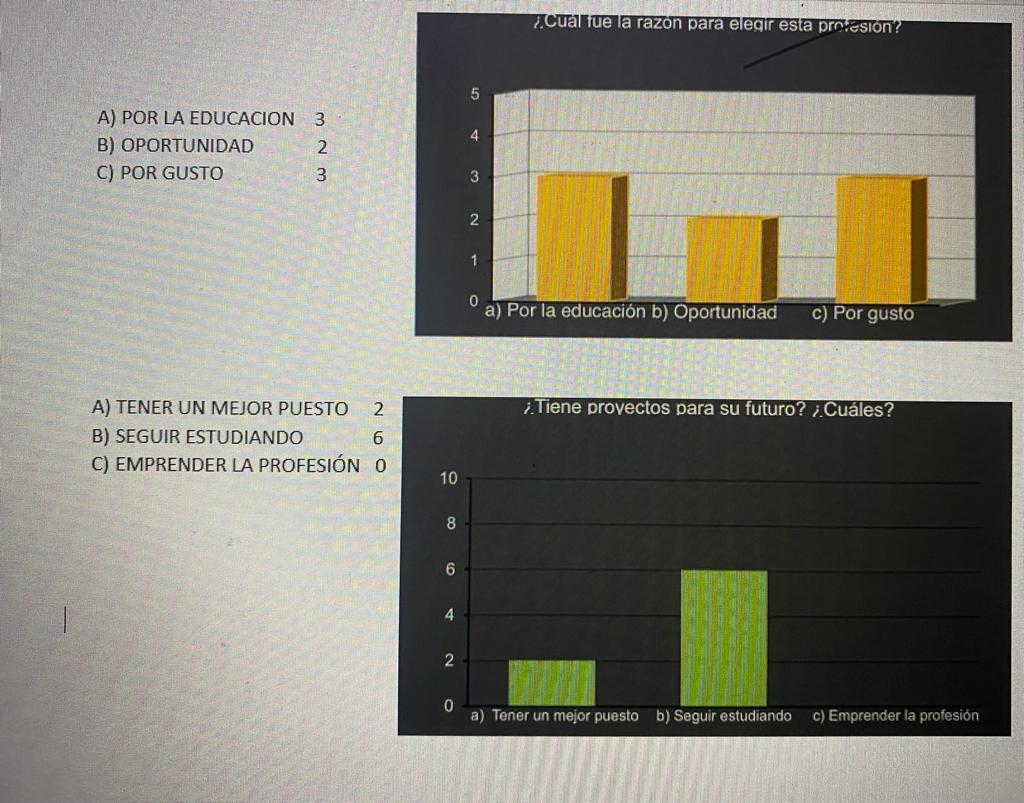 ¿Cuál fue la razón para elegir esta profesión?
A) POR LA EDUCACION 3
B) OPORTUNIDAD 2
C) POR GUSTO 3
5
4
3
2
1
0
a) Por la educación b) Oportunidad c) Por gusto
A) TENER UN MEJOR PUESTO 2
B) SEGUIR ESTUDIANDO 6
C) EMPRENDER LA PROFESIÓN 0
¿Tiene proyectos para su futuro? ¿Cuáles?
10
8
6
4
2
0
a) Tener un mejor puesto b) Seguir estudiando c) Emprender la profesión